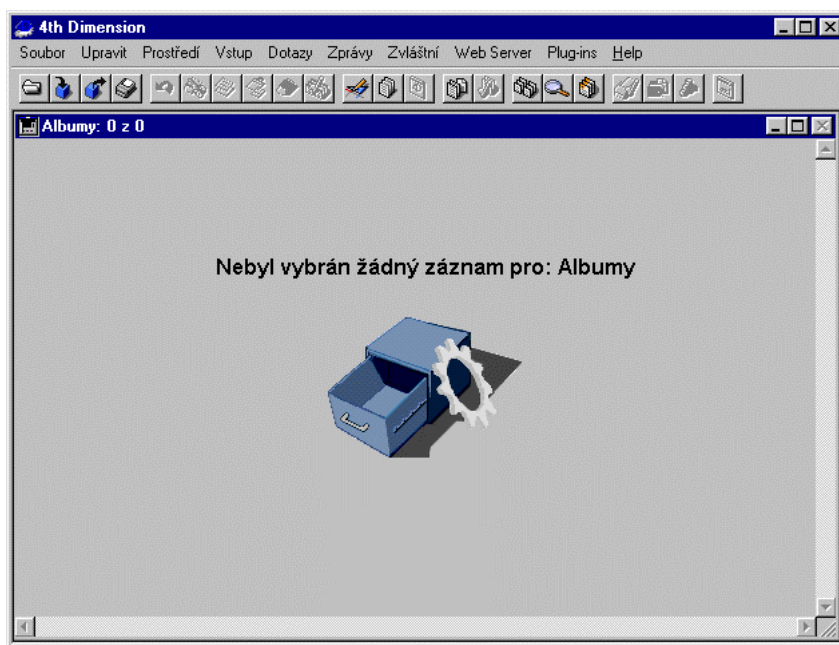 4th Dimension
Soubor Upravit Prostředí Vstup Dotazy Zprávy Zvláštní Web Server Plug-ins Help
Albumy: 0 z 0
Nebyl vybrán žádný záznam pro: Albumy